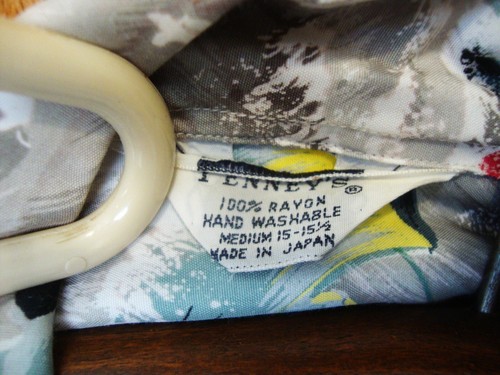 PENNEY'S®
100% RAYON
HAND WASHABLE
MEDIUM 15-15½
MADE IN JAPAN